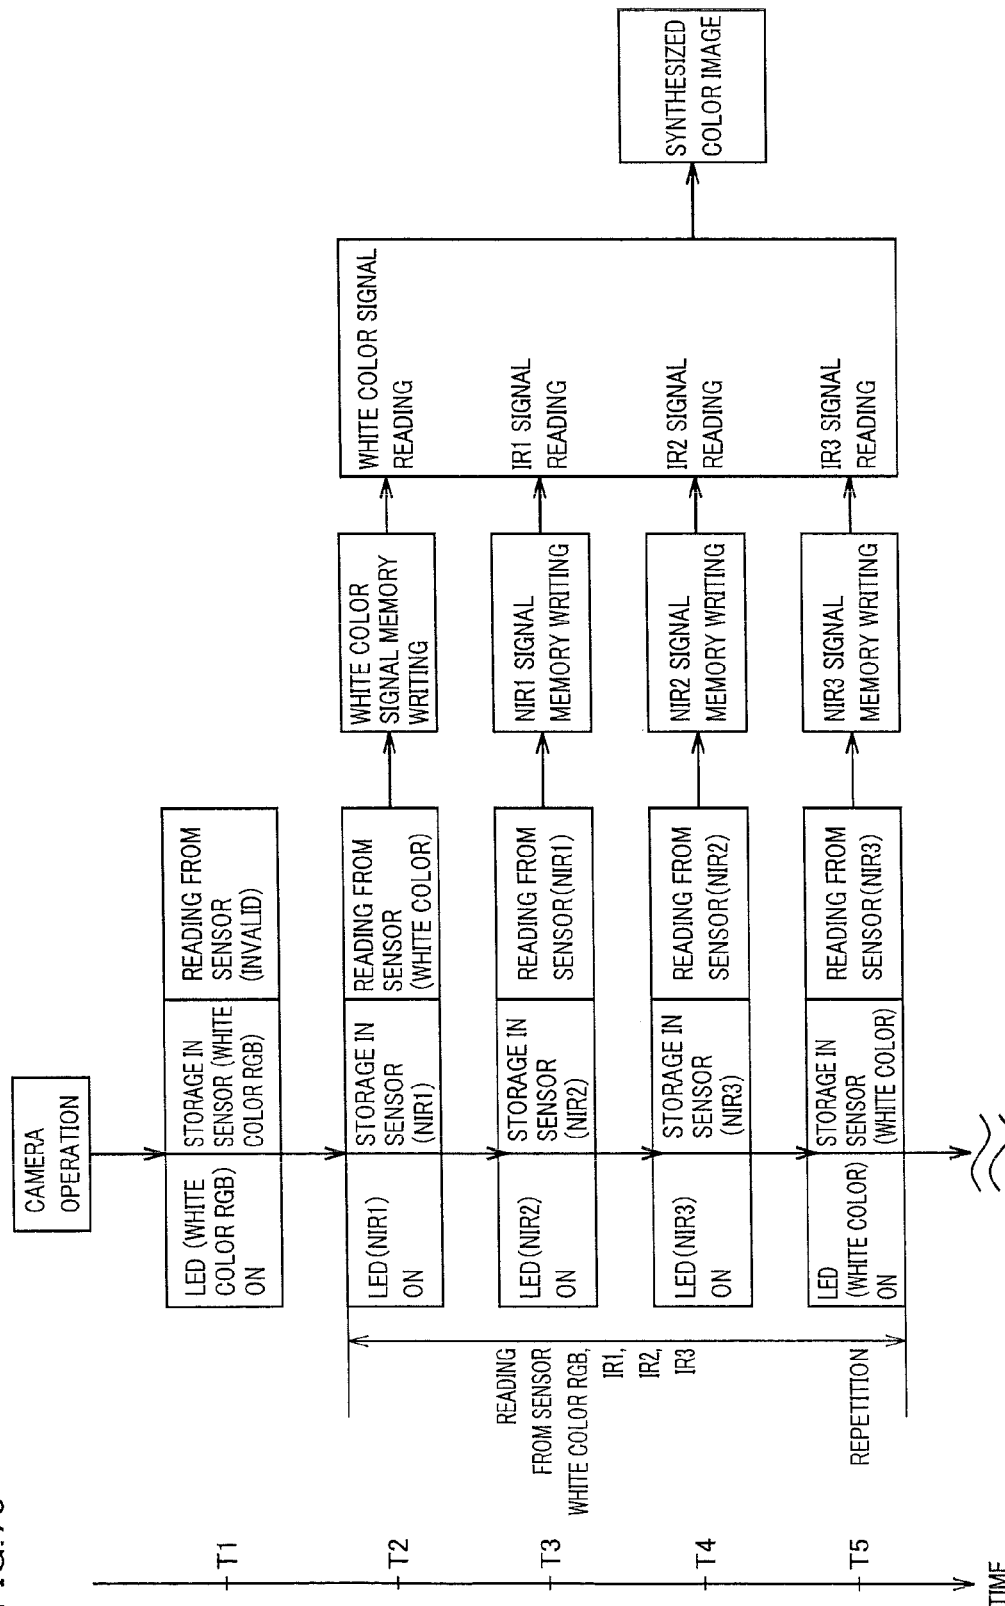 CAMERA
OPERATION
T1
LED (WHITE
COLOR RGB)
ON
STORAGE IN
SENSOR (WHITE
COLOR RGB)
READING FROM
SENSOR
(INVALID)
T2
LED (NIR1)
ON
STORAGE IN
SENSOR
(NIR1)
READING FROM
SENSOR
(WHITE COLOR)
WHITE COLOR
SIGNAL MEMORY
WRITING
WHITE COLOR SIGNAL
READING
T3
LED (NIR2)
ON
STORAGE IN
SENSOR
(NIR2)
READING FROM
SENSOR(NIR1)
NIR1 SIGNAL
MEMORY WRITING
IR1 SIGNAL
READING
T4
LED (NIR3)
ON
STORAGE IN
SENSOR
(NIR3)
READING FROM
SENSOR(NIR2)
NIR2 SIGNAL
MEMORY WRITING
IR2 SIGNAL
READING
T5
LED
(WHITE COLOR)
ON
STORAGE IN
SENSOR
(WHITE COLOR)
READING FROM
SENSOR(NIR3)
NIR3 SIGNAL
MEMORY WRITING
IR3 SIGNAL
READING
SYNTHESIZED
COLOR IMAGE
READING
FROM SENSOR
WHITE COLOR RGB,
IR1,
IR2,
IR3
REPETITION
TIME